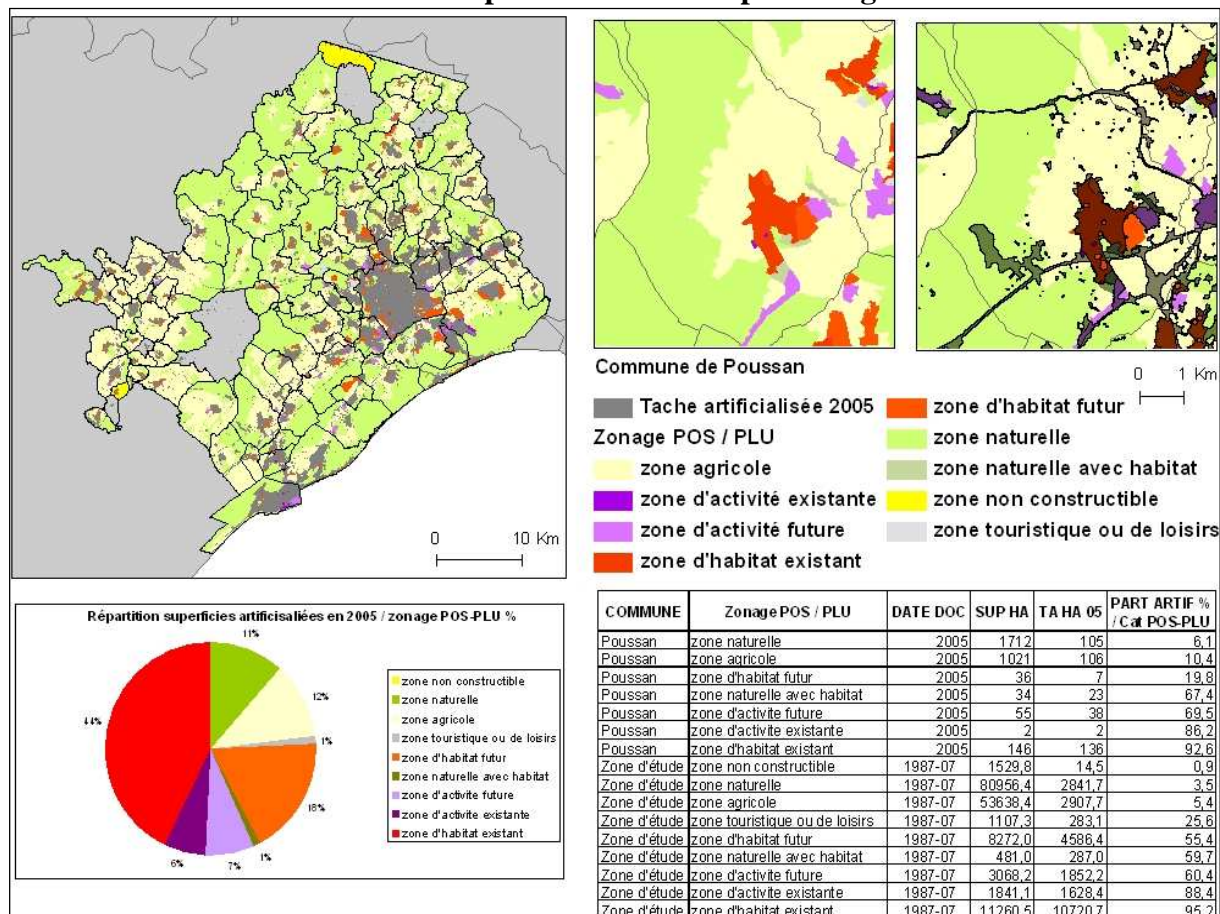 0 10 Km
Commune de Poussan
0 1 Km
Tache artificialisée 2005
Zonage POS / PLU
zone agricole
zone d'activité existante
zone d'activité future
zone d'habitat existant
zone d'habitat futur
zone naturelle
zone naturelle avec habitat
zone non constructible
zone touristique ou de loisirs
Répartition superficies artificisaliées en 2005 / zonage POS-PLU %
11%
12%
1%
18%
1%
7%
6%
44%
zone non constructible
zone naturelle
zone agricole
zone touristique ou de loisirs
zone d'habitat futur
zone naturelle avec habitat
zone d'activite future
zone d'activite existante
zone d'habitat existant
COMMUNE Zonage POS / PLU DATE DOC SUP HA TA HA 05 PART ARTIF % / Cat POS-PLU
Poussan zone naturelle 2005 1712 105 6,1
Poussan zone agricole 2005 1021 106 10,4
Poussan zone d'habitat futur 2005 36 7 19,8
Poussan zone naturelle avec habitat 2005 34 23 67,4
Poussan zone d'activite future 2005 55 38 69,5
Poussan zone d'activite existante 2005 2 2 86,2
Poussan zone d'habitat existant 2005 146 136 92,6
Zone d'étude zone non constructible 1987-07 1529,8 14,5 0,9
Zone d'étude zone naturelle 1987-07 80956,4 2841,7 3,5
Zone d'étude zone agricole 1987-07 53638,4 2907,7 5,4
Zone d'étude zone touristique ou de loisirs 1987-07 1107,3 283,1 25,6
Zone d'étude zone d'habitat futur 1987-07 8272,0 4586,4 55,4
Zone d'étude zone naturelle avec habitat 1987-07 481,0 287,0 59,7
Zone d'étude zone d'activite future 1987-07 3068,2 1852,2 60,4
Zone d'étude zone d'activite existante 1987-07 1841,1 1628,4 88,4
Zone d'étude zone d'habitat existant 1987-07 11260,5 10720,7 95,2